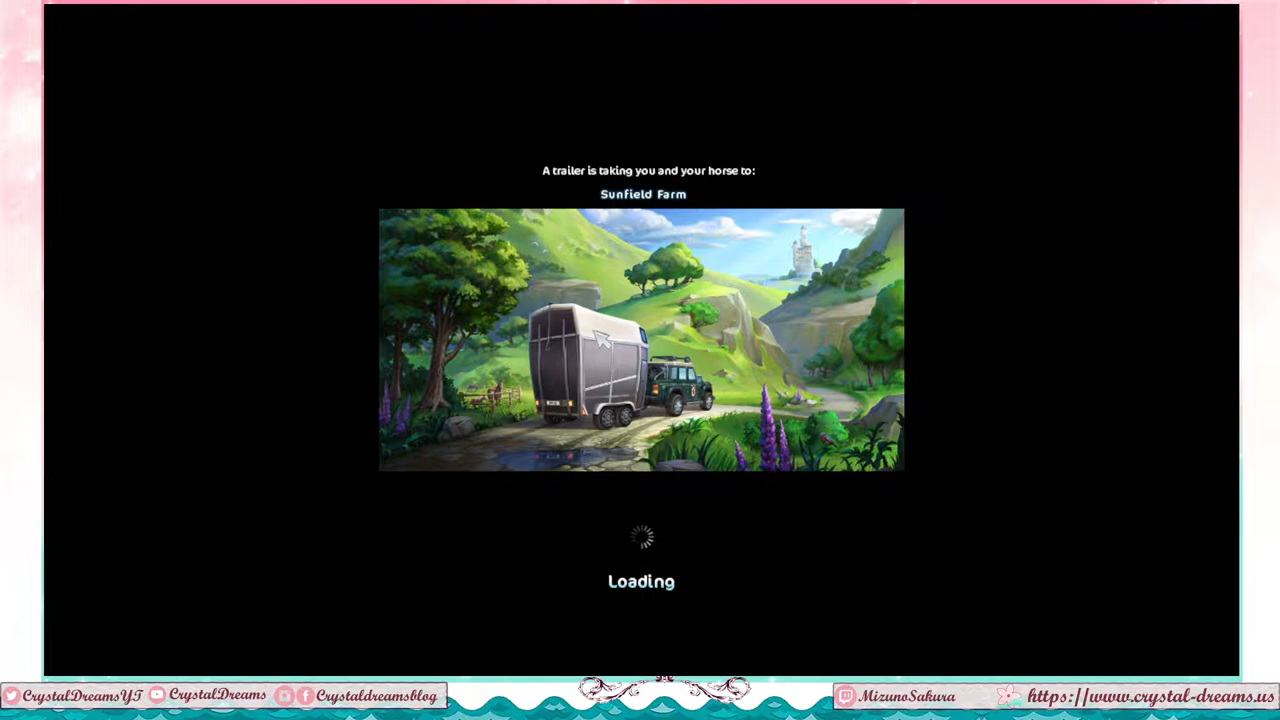 A trailer is taking you and your horse to:
Sunfield Farm
Loading
CrystalDreamsYT CrystalDreams Crystaldreamsblog MizunoSakura https://www.crystal-dreams.us